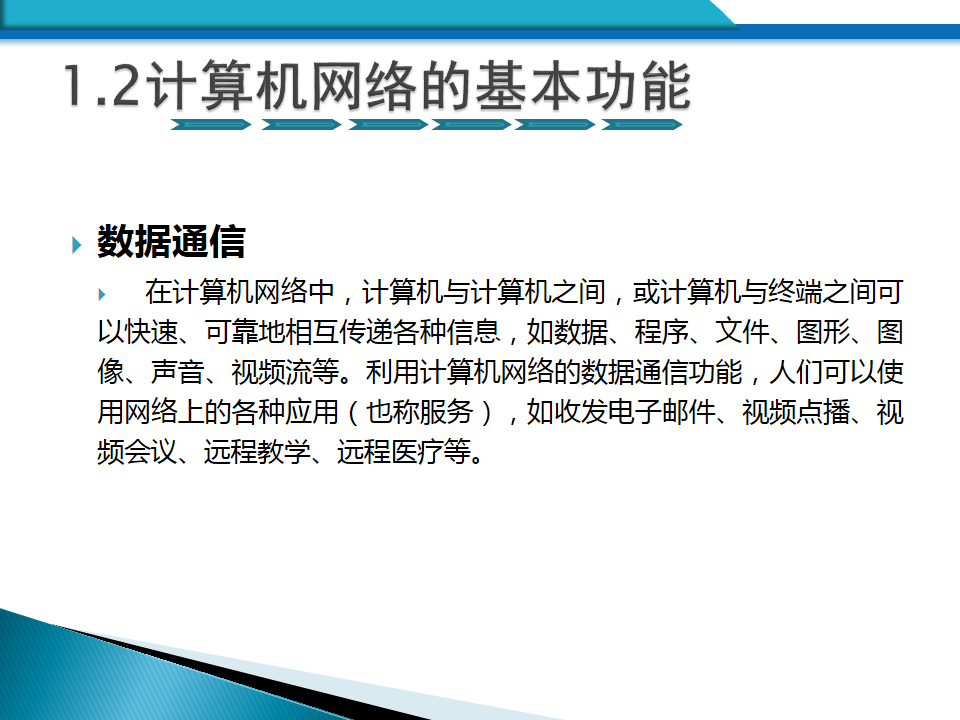 1.2计算机网络的基本功能
数据通信
在计算机网络中，计算机与计算机之间，或计算机与终端之间可
以快速、可靠地相互传递各种信息，如数据、程序、文件、图形、图
像、声音、视频流等。利用计算机网络的数据通信功能，人们可以使
用网络上的各种应用（也称服务），如收发电子邮件、视频点播、视
频会议、远程教学、远程医疗等。